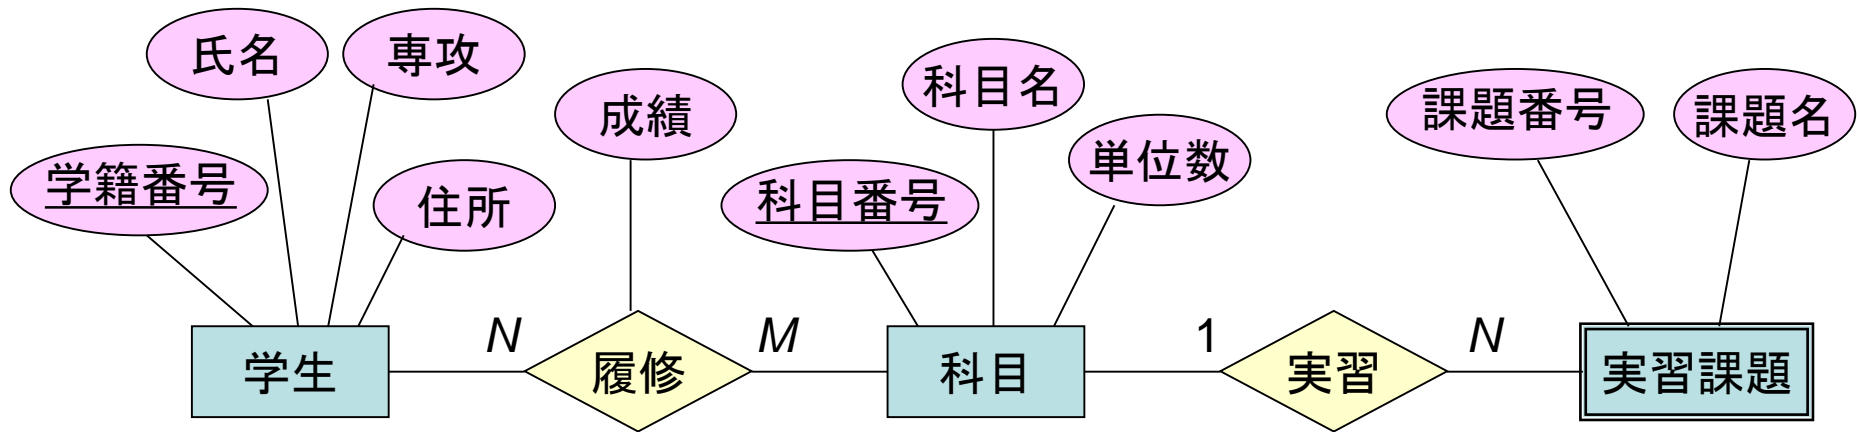 氏名
専攻
成績
科目名
課題番号
課題名
学籍番号
住所
科目番号
単位数
学生
N
履修
M
科目
1
実習
N
実習課題